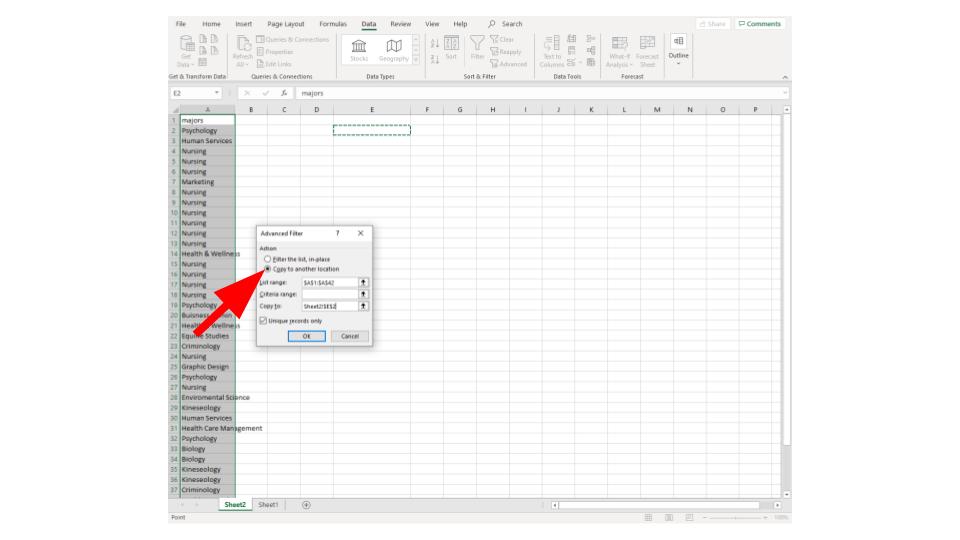 File Home Insert Page Layout Formulas Data Review View Help Search Share Comments
Get Data Refresh All Queries & Connections Properties Edit Links Stocks Geography Sort Filter Clear Reapply Advanced Text to Columns What-If Analysis Forecast Sheet Outline
Get & Transform Data Queries & Connections Data Types Sort & Filter Data Tools Forecast
E2 fx majors
A B C D E F G H I J K L M N O P
1 majors
2 Psychology
3 Human Services
4 Nursing
5 Nursing
6 Nursing
7 Marketing
8 Nursing
9 Nursing
10 Nursing
11 Nursing
12 Nursing
13 Nursing
14 Health & Wellness
15 Nursing
16 Nursing
17 Nursing
18 Nursing
19 Psychology
20 Buisness
21 Health Wellness
22 Equine Studies
23 Criminology
24 Nursing
25 Graphic Design
26 Psychology
27 Nursing
28 Enviromental Science
29 Kineseology
30 Human Services
31 Health Care Management
32 Psychology
33 Biology
34 Biology
35 Kineseology
36 Kineseology
37 Criminology
Advanced Filter ? X
Action
Filter the list, in-place
Copy to another location
List range: $A$1:$A$42
Criteria range:
Copy to: Sheet2!$E$2
Unique records only
OK Cancel
Sheet2 Sheet1
Point 100%